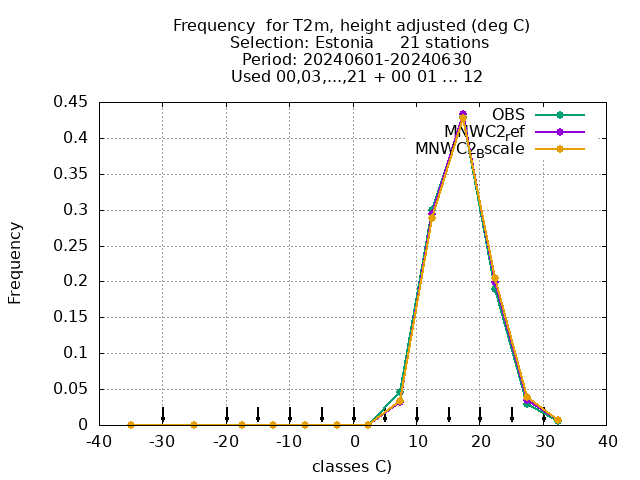 Frequency  for T2m, height adjusted (deg C)
Selection: Estonia     21 stations
Period: 20240601-20240630
Used 00,03,...,21 + 00 01 ... 12
0.45
0.4
0.35
0.3
0.25
0.2
0.15
0.1
0.05
0
Frequency
OBS
MNWC2ref
MNWC2Bscale
-40 -30 -20 -10 0 10 20 30 40
classes C)